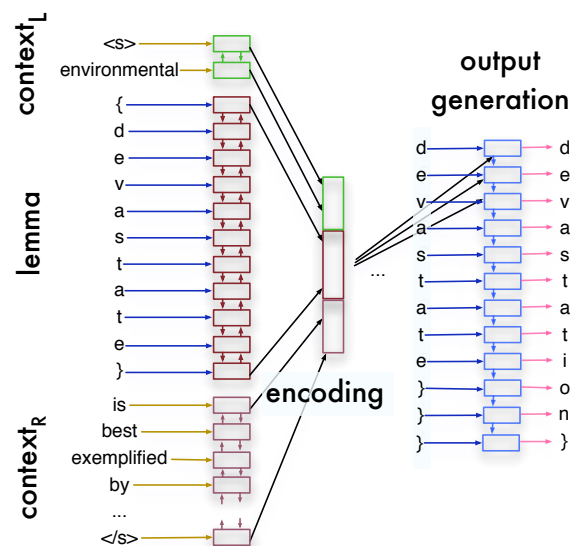 context_L
<s>
environmental
lemma
{
d
e
v
a
s
t
a
t
e
}
context_R
is
best
exemplified
by
...
</s>
encoding
...
output
generation
d d
e e
v v
a a
s s
t t
a a
t t
e i
} o
} n
} }